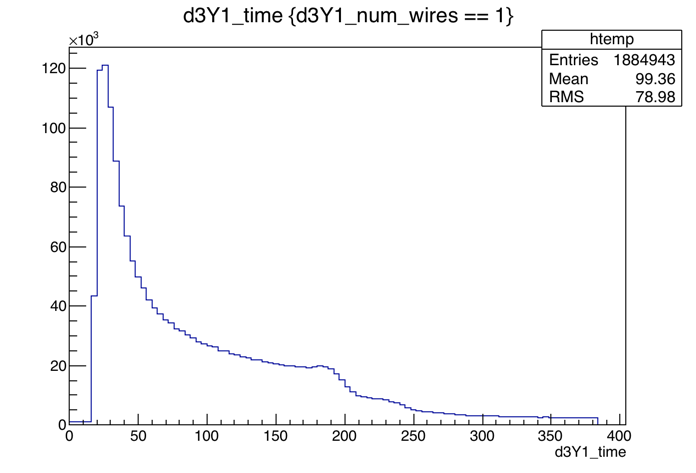 d3Y1_time {d3Y1_num_wires == 1}
×10³
htemp
Entries 1884943
Mean 99.36
RMS 78.98
120
100
80
60
40
20
0
0 50 100 150 200 250 300 350 400
d3Y1_time